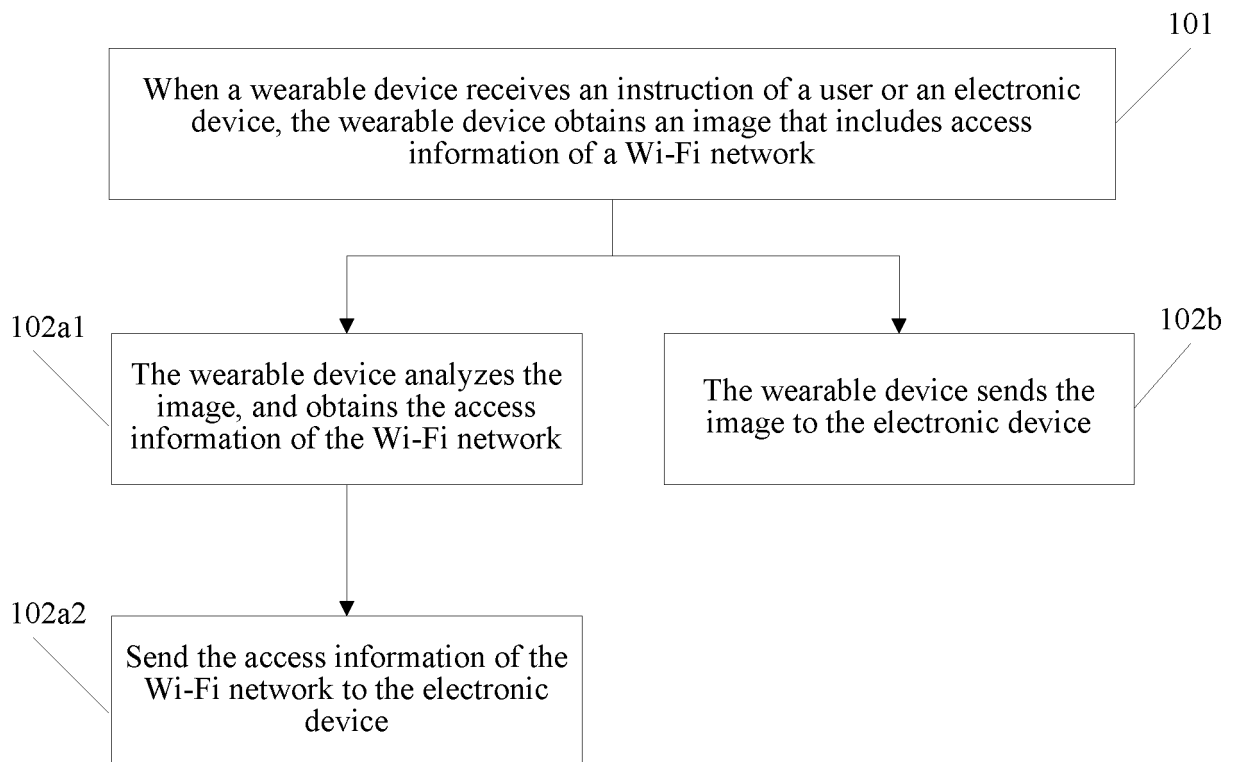 101
When a wearable device receives an instruction of a user or an electronic
device, the wearable device obtains an image that includes access
information of a Wi-Fi network
102a1
The wearable device analyzes the
image, and obtains the access
information of the Wi-Fi network
102b
The wearable device sends the
image to the electronic device
102a2
Send the access information of the
Wi-Fi network to the electronic
device